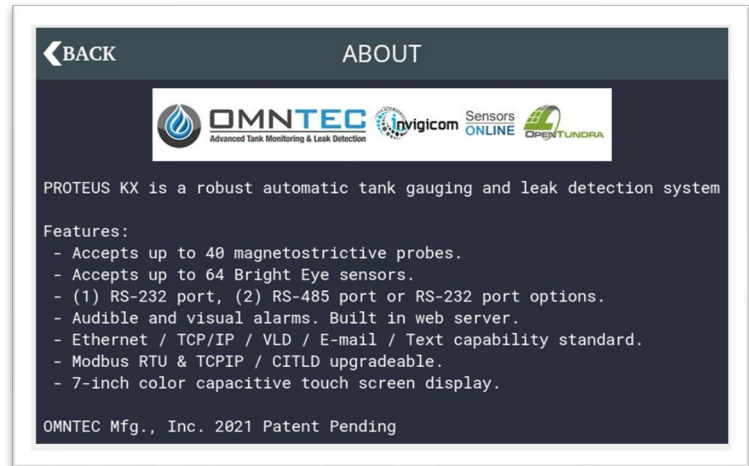 BACK
ABOUT
OMNTEC
Advanced Tank Monitoring & Leak Detection
invigicom
Sensors
ONLINE
OPENTUNDRA
PROTEUS KX is a robust automatic tank gauging and leak detection system
Features:
- Accepts up to 40 magnetostrictive probes.
- Accepts up to 64 Bright Eye sensors.
- (1) RS-232 port, (2) RS-485 port or RS-232 port options.
- Audible and visual alarms. Built in web server.
- Ethernet / TCP/IP / VLD / E-mail / Text capability standard.
- Modbus RTU & TCPIP / CITLD upgradeable.
- 7-inch color capacitive touch screen display.
OMNTEC Mfg., Inc. 2021 Patent Pending